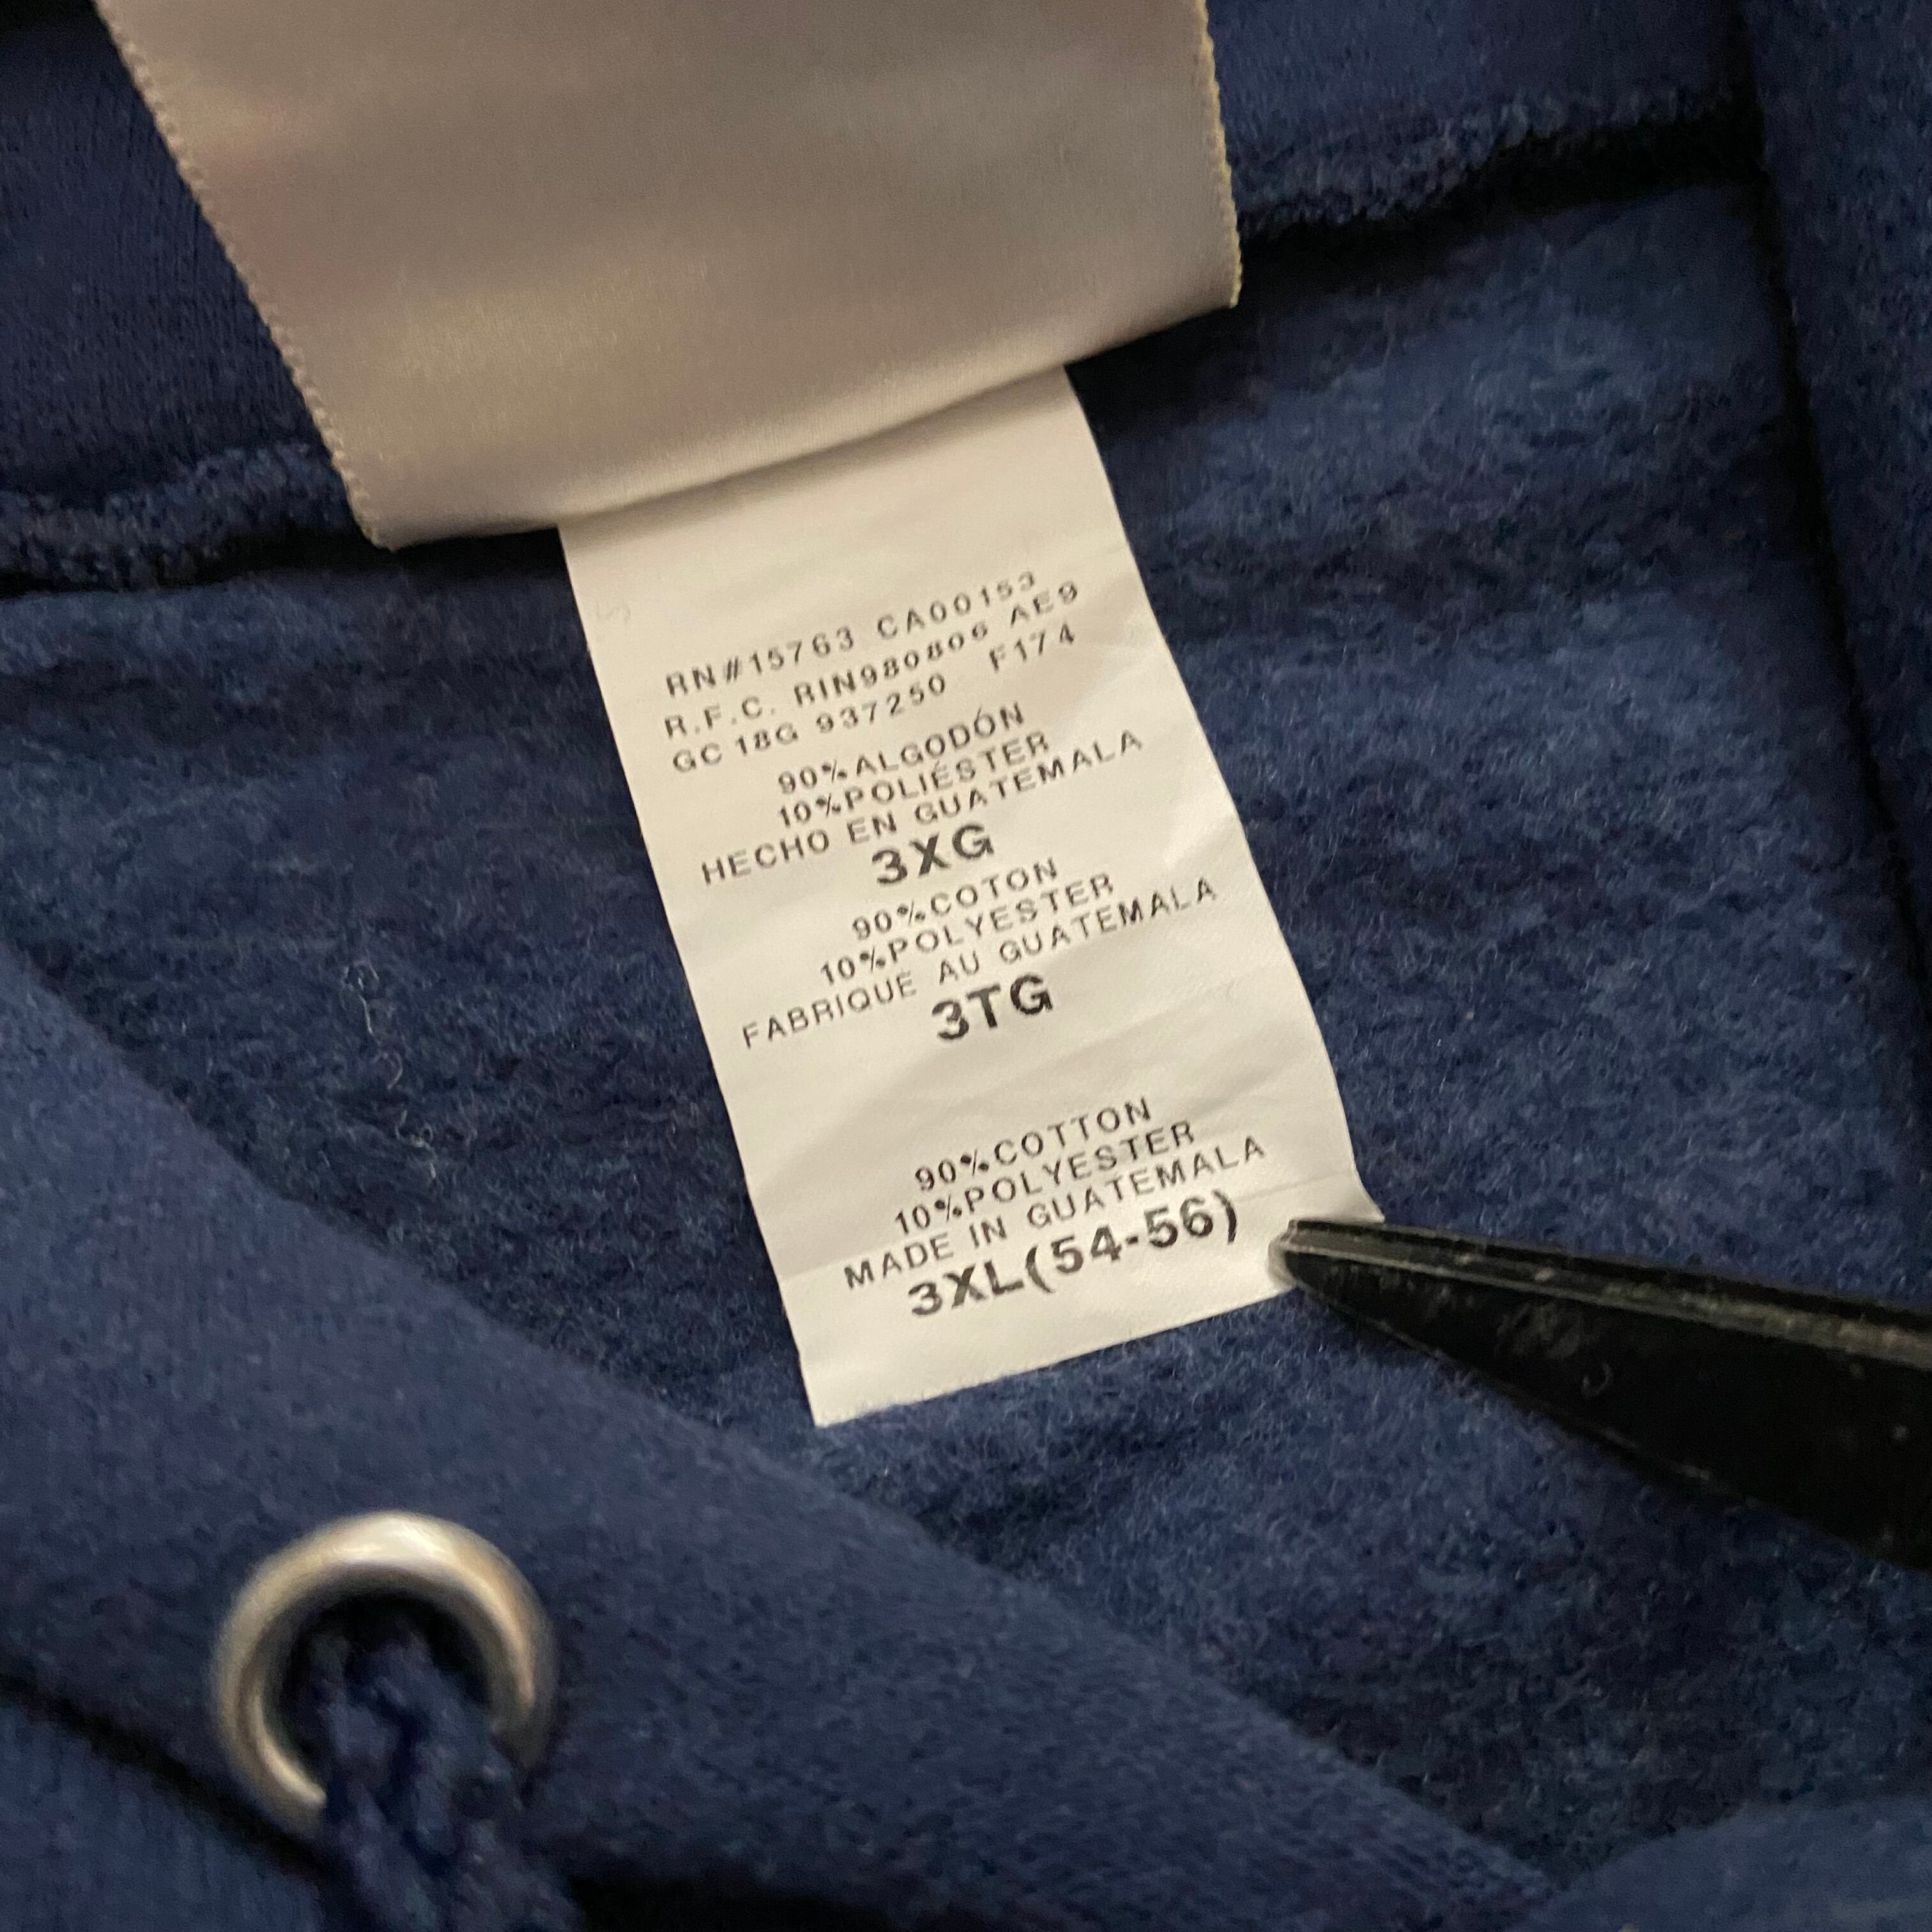 RN#15763 CA00153
R.F.C. RIN980806 AE9
GC 18G 937250 F174
90%ALGODÓN
10%POLIÉSTER
HECHO EN GUATEMALA
3XG
90%COTON
10%POLYESTER
FABRIQUE AU GUATEMALA
3TG
90%COTTON
10%POLYESTER
MADE IN GUATEMALA
3XL(54-56)